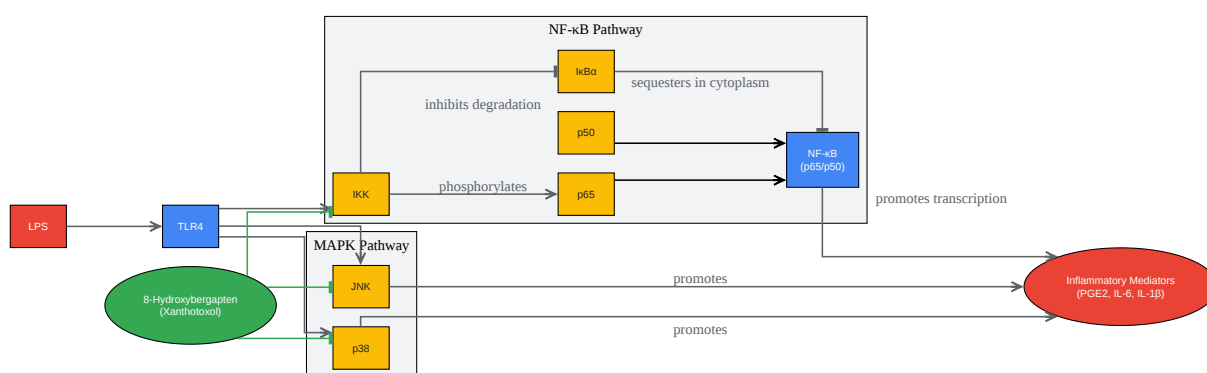 NF-κB Pathway
IκBα
sequesters in cytoplasm
inhibits degradation
p50
NF-κB
(p65/p50)
IKK
phosphorylates
p65
promotes transcription
LPS
TLR4
MAPK Pathway
JNK
promotes
Inflammatory Mediators
(PGE2, IL-6, IL-1β)
8-Hydroxybergapten
(Xanthotoxol)
p38
promotes